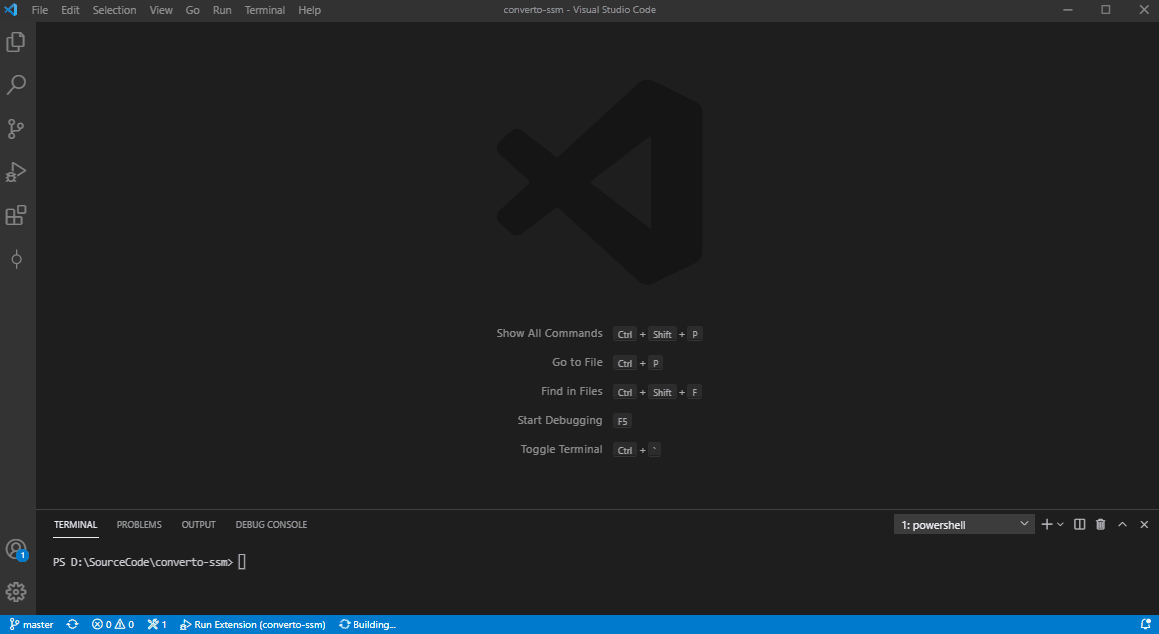 File Edit Selection View Go Run Terminal Help converto-ssm - Visual Studio Code
Show All Commands Ctrl + Shift + P
Go to File Ctrl + P
Find in Files Ctrl + Shift + F
Start Debugging F5
Toggle Terminal Ctrl + `
TERMINAL PROBLEMS OUTPUT DEBUG CONSOLE 1: powershell
PS D:\SourceCode\converto-ssm>
1
master 0 0 1 Run Extension (converto-ssm) Building...